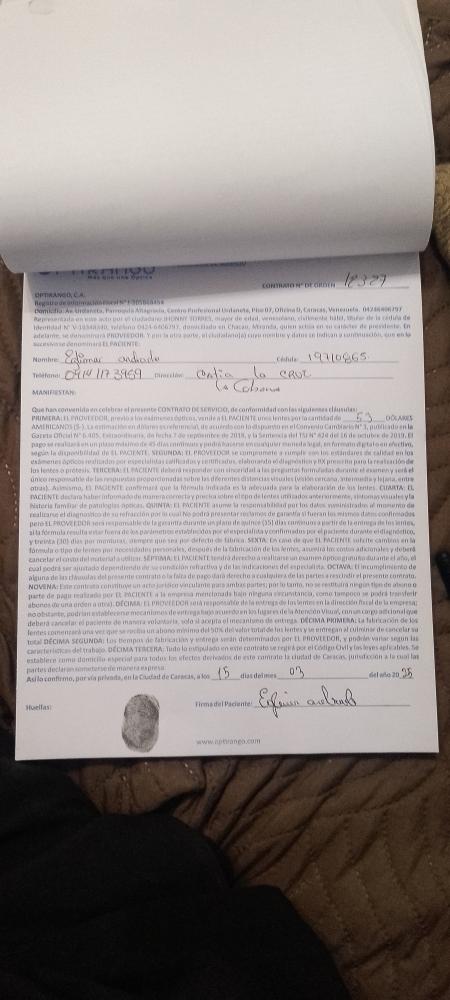 OPTIRANGO
CONTRATO N° DE ORDEN 18327
OPTIRANGO, C.A.
Registro de Información Fiscal N°
Domicilio: Av. Urdaneta, Parroquia Altagracia, Centro Profesional Urdaneta, Piso 07, Oficina D, Caracas, Venezuela. 04246406797
Representada en este acto por el ciudadano JHONNY TORRES, mayor de edad, venezolano, civilmente hábil, titular de la cédula de
identidad N° teléfono 0424-6406797, domiciliado en Chacao, Miranda, quien actúa en su carácter de presidente. En
adelante, se denominará PROVEEDOR. Y por la otra parte, el ciudadano(a) cuyo nombre y datos se indican a continuación, que en lo
sucesivo se denominará EL PACIENTE:
Nombre: andrade Cédula: 19710865
Teléfono: 0414 1173969 Dirección: la CRUZ
MANIFIESTAN:
Que han convenido en celebrar el presente CONTRATO DE SERVICIO, de conformidad con las siguientes cláusulas:
PRIMERA: EL PROVEEDOR, previo a los exámenes ópticos, vende a EL PACIENTE unos lentes por la cantidad de 53 DÓLARES
AMERICANOS ($-). La estimación en dólares es referencial, de acuerdo con lo dispuesto en el Convenio Cambiario N° 1, publicado en la
Gaceta Oficial N° 6.405, Extraordinaria, de fecha 7 de septiembre de 2018, y la Sentencia del TSJ N° 424 del 16 de octubre de 2019. El
pago se realizará en un plazo máximo de 45 días continuos y podrá hacerse en cualquier moneda legal, en formato digital o en efectivo,
según la disponibilidad de EL PACIENTE. SEGUNDA: EL PROVEEDOR se compromete a cumplir con los estándares de calidad en los
exámenes ópticos realizados por especialistas calificados y certificados, elaborando el diagnóstico y RX prescrito para la realización de
los lentes o prótesis. TERCERA: EL PACIENTE deberá responder con sinceridad a las preguntas formuladas durante el examen y será el
único responsable de las respuestas proporcionadas sobre las diferentes distancias visuales (visión cercana, intermedia y lejana, entre
otras). Asimismo, EL PACIENTE confirmará que la fórmula indicada es la adecuada para la elaboración de los lentes. CUARTA: EL
PACIENTE declara haber informado de manera correcta y precisa sobre el tipo de lentes utilizados anteriormente, síntomas visuales y la
historia familiar de patologías ópticas. QUINTA: EL PACIENTE asume la responsabilidad por los datos suministrados al momento de
realizarse el diagnóstico de su refracción por lo cual No podrá presentar reclamos de garantía si fueran los mismos datos confirmados
pero EL PROVEEDOR será responsable de la garantía durante un plazo de quince (15) días continuos a partir de la entrega de los lentes,
si la fórmula resulta estar fuera de los parámetros establecidos por el especialista y confirmados por el paciente durante el diagnóstico,
y treinta (30) días por monturas, siempre que sea por defecto de fábrica. SEXTA: En caso de que EL PACIENTE solicite cambios en la
fórmula o tipo de lentes por necesidades personales, después de la fabricación de los lentes, asumirá los costos adicionales y deberá
cancelar el costo del material a utilizar. SÉPTIMA: EL PACIENTE tendrá derecho a realizarse un examen óptico gratuito durante el año, el
cual podrá ser ajustado dependiendo de su condición refractiva y de las indicaciones del especialista. OCTAVA: El incumplimiento de
alguna de las cláusulas del presente contrato o la falta de pago dará derecho a cualquiera de las partes a rescindir el presente contrato.
NOVENA: Este contrato constituye un acto jurídico vinculante para ambas partes; por lo tanto, no se restituirá ningún tipo de abono o
parte de pago realizado por EL PACIENTE a la empresa mencionada bajo ninguna circunstancia, como tampoco se podrá transferir
abonos de una orden a otra). DÉCIMA: EL PROVEEDOR será responsable de la entrega de los lentes en la dirección fiscal de la empresa;
no obstante, podrían establecerse mecanismos de entrega bajo acuerdo en los lugares de la Atención Visual, con un cargo adicional que
deberá cancelar el paciente de manera voluntaria, solo si acepta el mecanismo de entrega. DÉCIMA PRIMERA: La fabricación de los
lentes comenzará una vez que se reciba un abono mínimo del 50% del valor total de los lentes y se entregarán al culminar de cancelar su
total DÉCIMA SEGUNDA: Los tiempos de fabricación y entrega serán determinados por EL PROVEEDOR, y podrán variar según las
características del trabajo. DÉCIMA TERCERA: Todo lo estipulado en este contrato se regirá por el Código Civil y las leyes aplicables. Se
establece como domicilio especial para todos los efectos derivados de este contrato la ciudad de Caracas, jurisdicción a la cual las
partes declaran someterse de manera expresa.
Así lo confirmo, por vía privada, en la Ciudad de Caracas, a los 15 días del mes 03 del año 20 25
Huellas: Firma del Paciente:
www.optirango.com